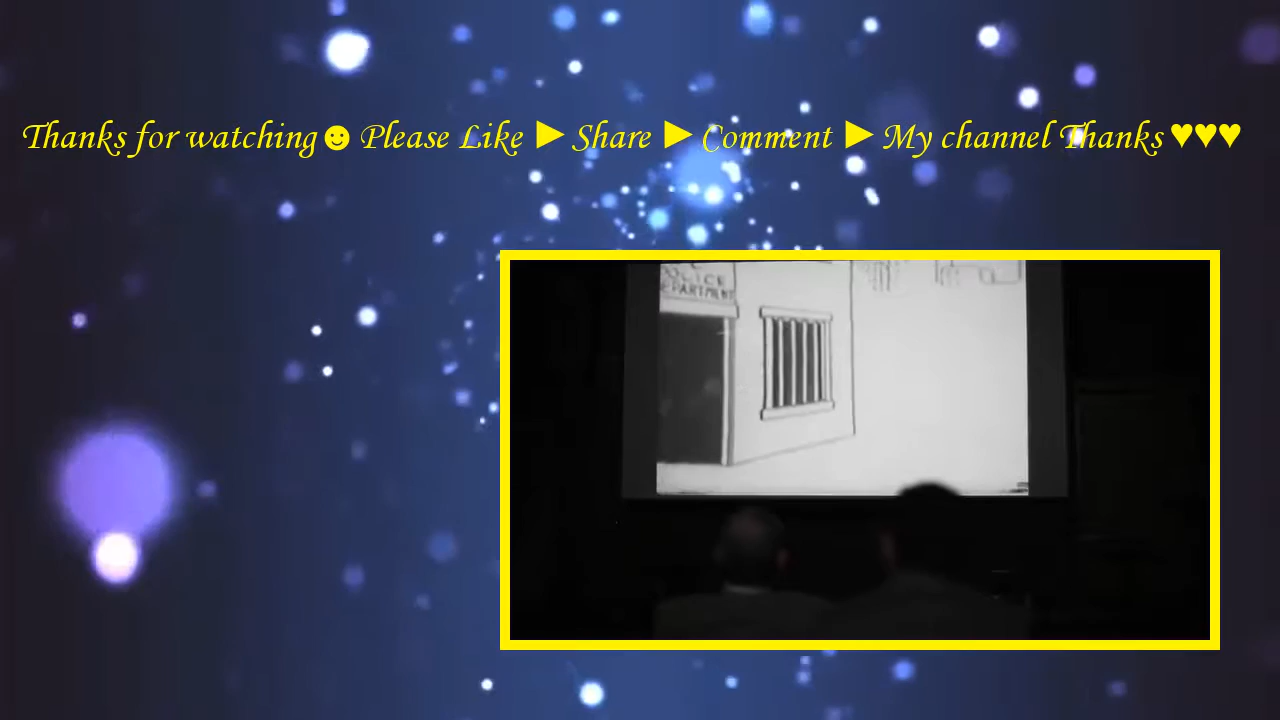 Thanks for watching☻Please Like ► Share ► Comment ► My channel Thanks ♥♥♥
POLICE
DEPARTMENT